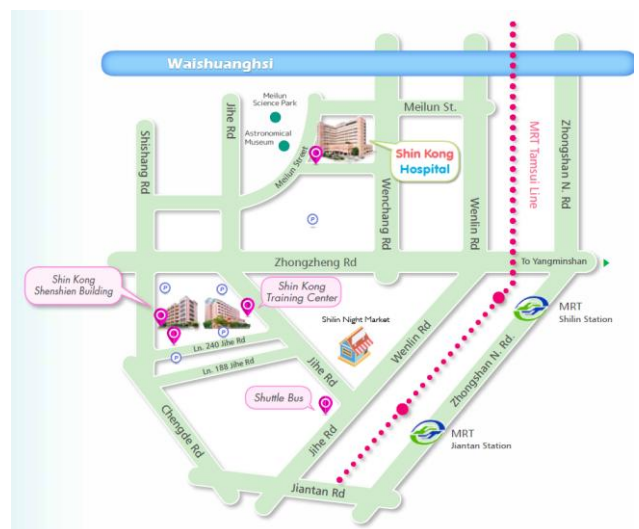 Waishuanghsi
Meilun
Science Park
Astronomical
Museum
Meilun St.
Meilun Street
Shin Kong
Hospital
Shishang Rd
Jihe Rd
Wenchang Rd
Wenlin Rd
MRT Tamsui Line
Zhongshan N. Rd
P
Zhongzheng Rd
To Yangminshan
Shin Kong
Shenshien Building
P
P
Shin Kong
Training Center
MRT
Shilin Station
Shilin Night Market
Ln. 240 Jihe Rd
P
Ln. 188 Jihe Rd
Jihe Rd
Wenlin Rd
Zhongshan N. Rd
Shuttle Bus
Chengde Rd
Jihe Rd
MRT
Jiantan Station
Jiantan Rd